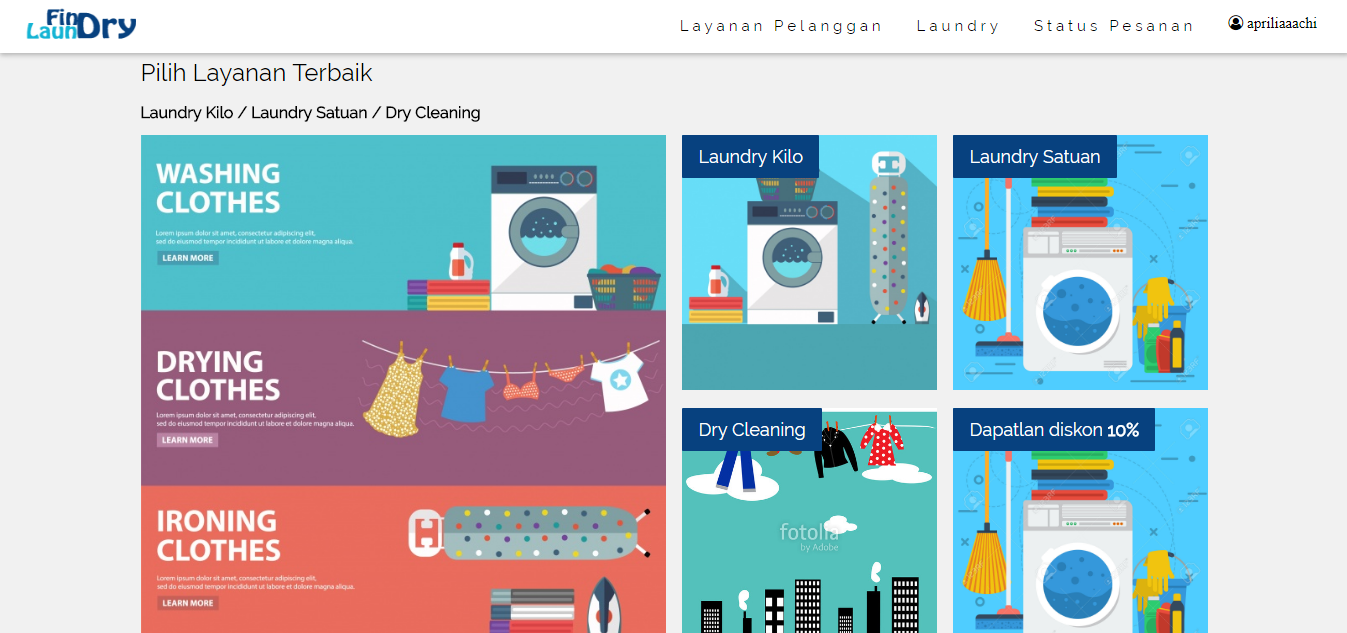 Fin
LaunDry
Layanan Pelanggan
Laundry
Status Pesanan
apriliaaachi
Pilih Layanan Terbaik
Laundry Kilo / Laundry Satuan / Dry Cleaning
WASHING
CLOTHES
Lorem ipsum dolor sit amet, consectetur adipiscing elit,
sed do eiusmod tempor incididunt ut labore et dolore magna aliqua.
LEARN MORE
DRYING
CLOTHES
Lorem ipsum dolor sit amet, consectetur adipiscing elit,
sed do eiusmod tempor incididunt ut labore et dolore magna aliqua.
LEARN MORE
IRONING
CLOTHES
Lorem ipsum dolor sit amet, consectetur adipiscing elit,
sed do eiusmod tempor incididunt ut labore et dolore magna aliqua.
LEARN MORE
Laundry Kilo
Laundry Satuan
Dry Cleaning
fotolia
by Adobe
Dapatlan diskon 10%